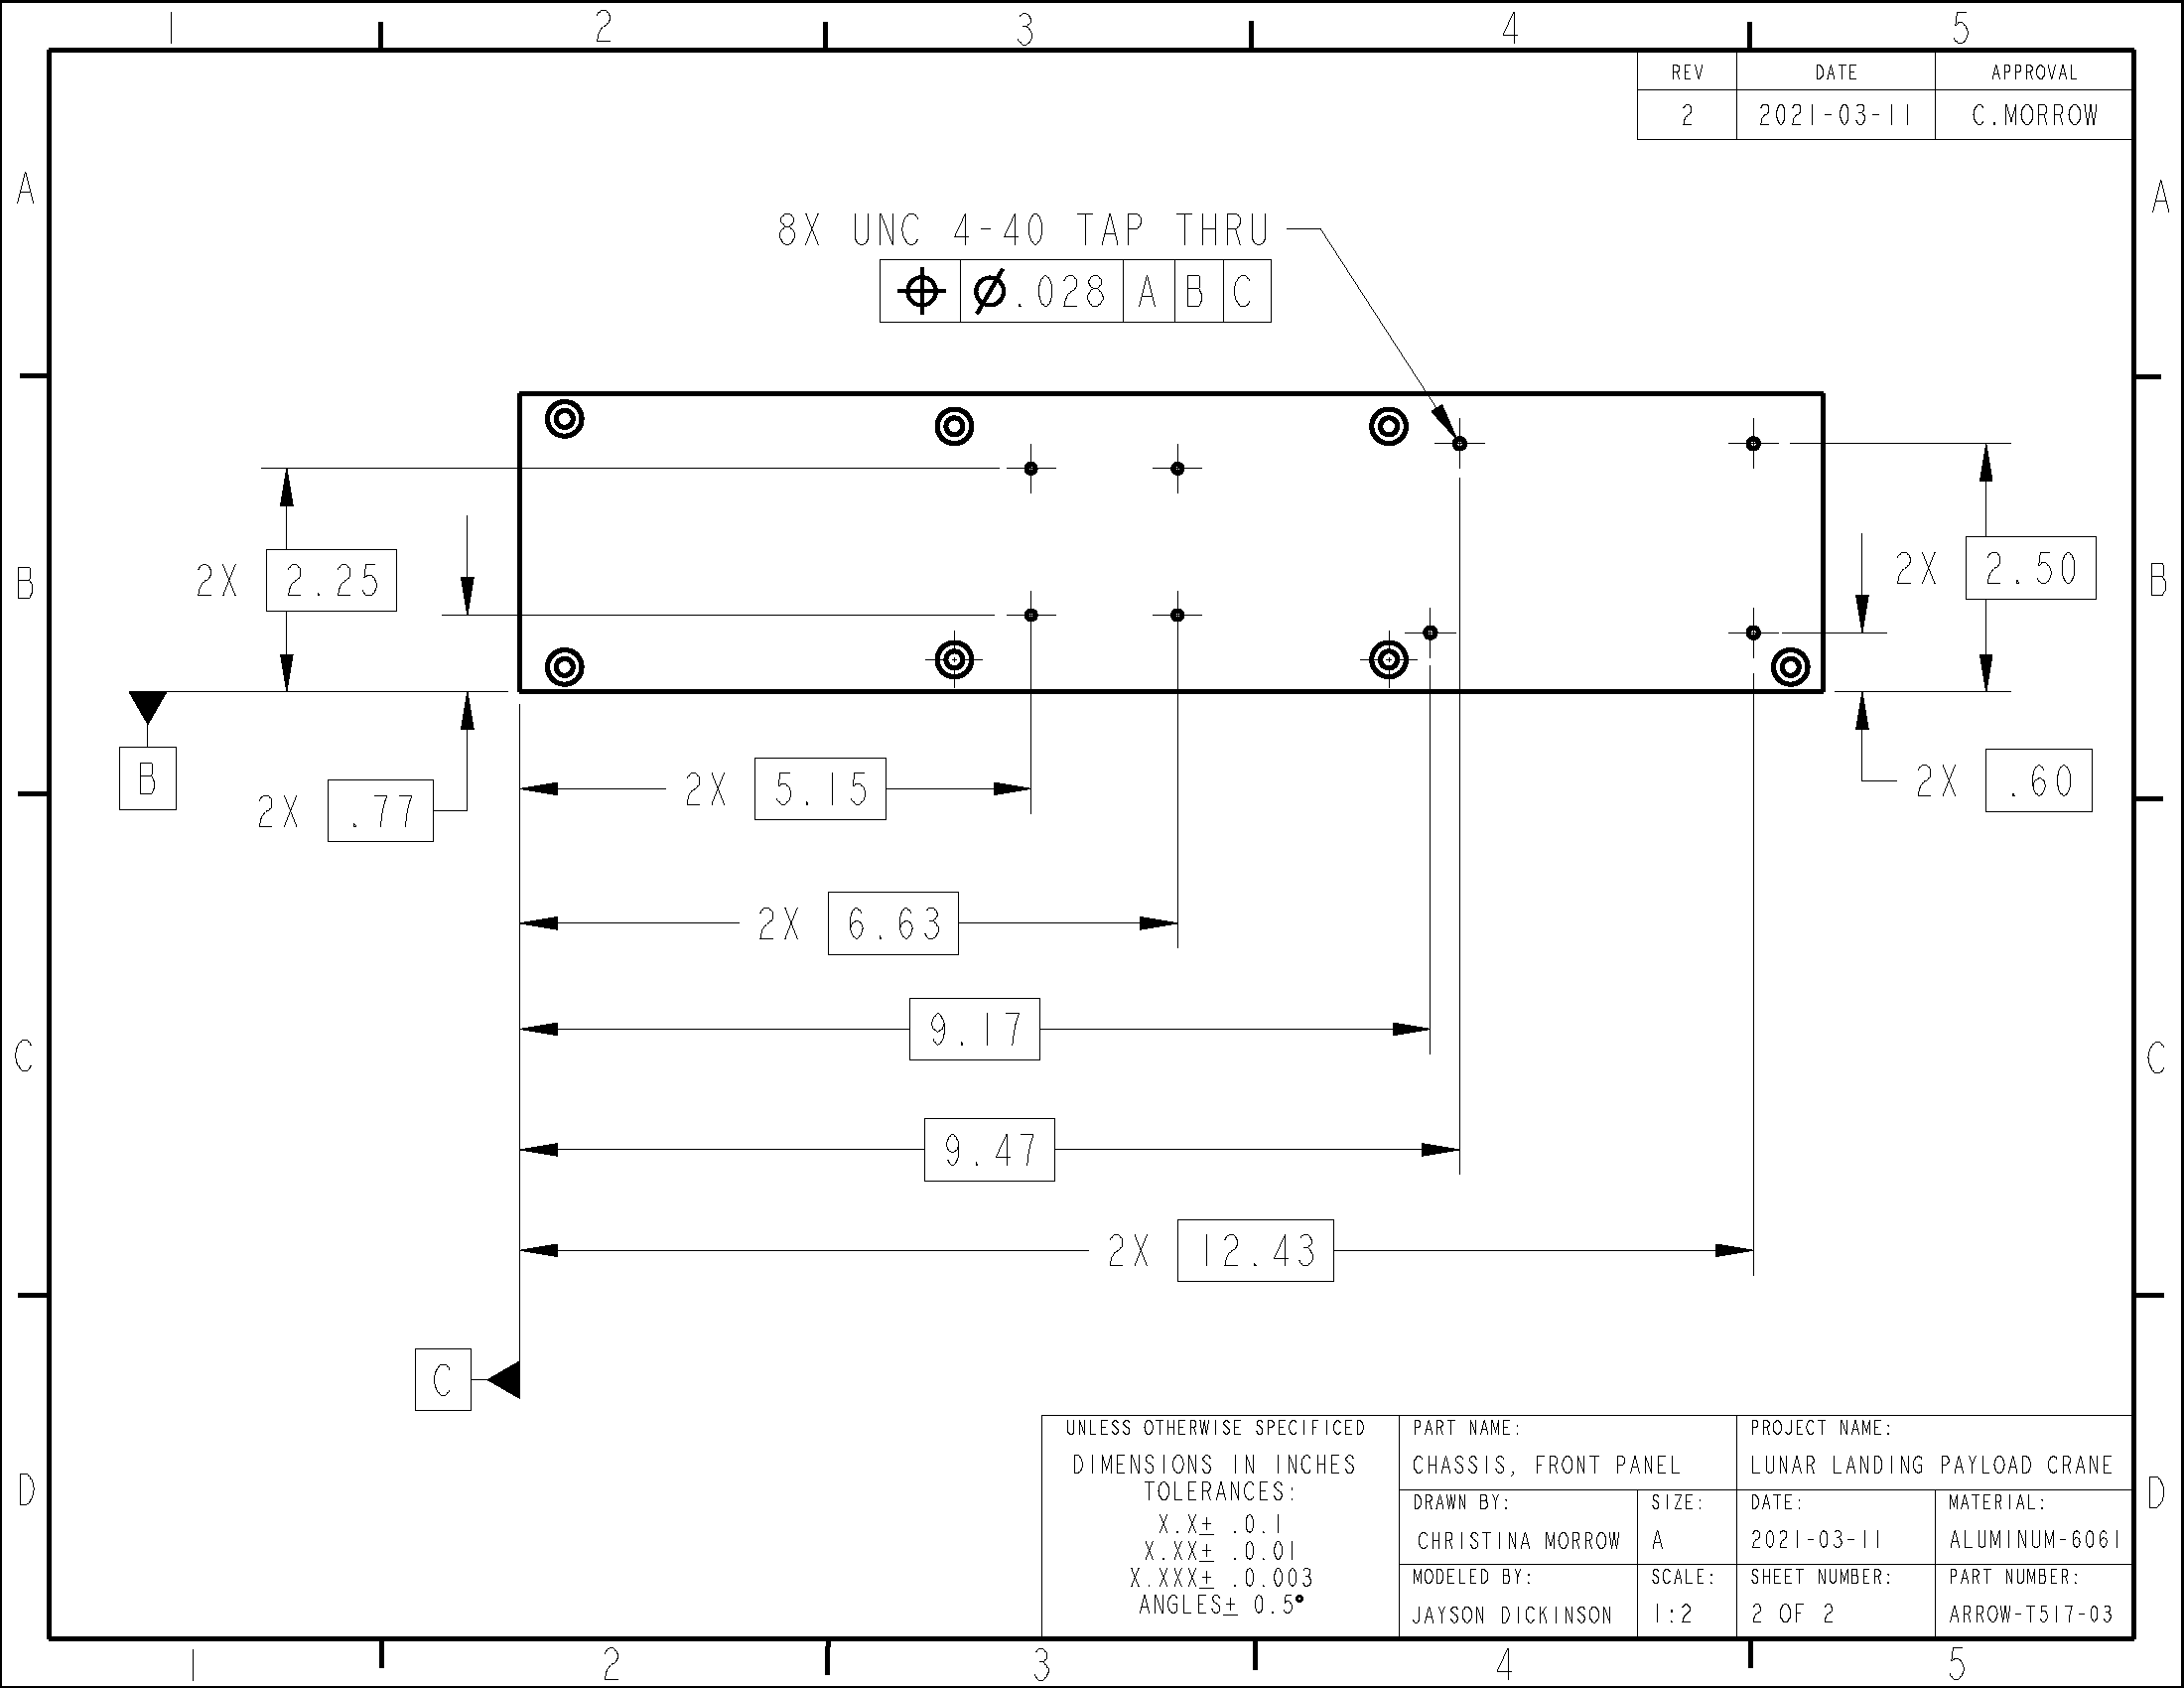 1 2 3 4 5
REV DATE APPROVAL
2 2021-03-11 C.MORROW
A A
8X UNC 4-40 TAP THRU
⌖ ⌀.028 A B C
2X 2.50
2X 2.25
B B
B
2X .60
2X .77
2X 5.15
2X 6.63
9.17
C C
9.47
2X 12.43
C
UNLESS OTHERWISE SPECIFICED
DIMENSIONS IN INCHES
TOLERANCES:
X.X± .0.1
X.XX± .0.01
X.XXX± .0.003
ANGLES± 0.5°
PART NAME:
CHASSIS, FRONT PANEL
PROJECT NAME:
LUNAR LANDING PAYLOAD CRANE
DRAWN BY:
CHRISTINA MORROW
SIZE:
A
DATE:
2021-03-11
MATERIAL:
ALUMINUM-6061
MODELED BY:
JAYSON DICKINSON
SCALE:
1:2
SHEET NUMBER:
2 OF 2
PART NUMBER:
ARROW-T517-03
D D
1 2 3 4 5